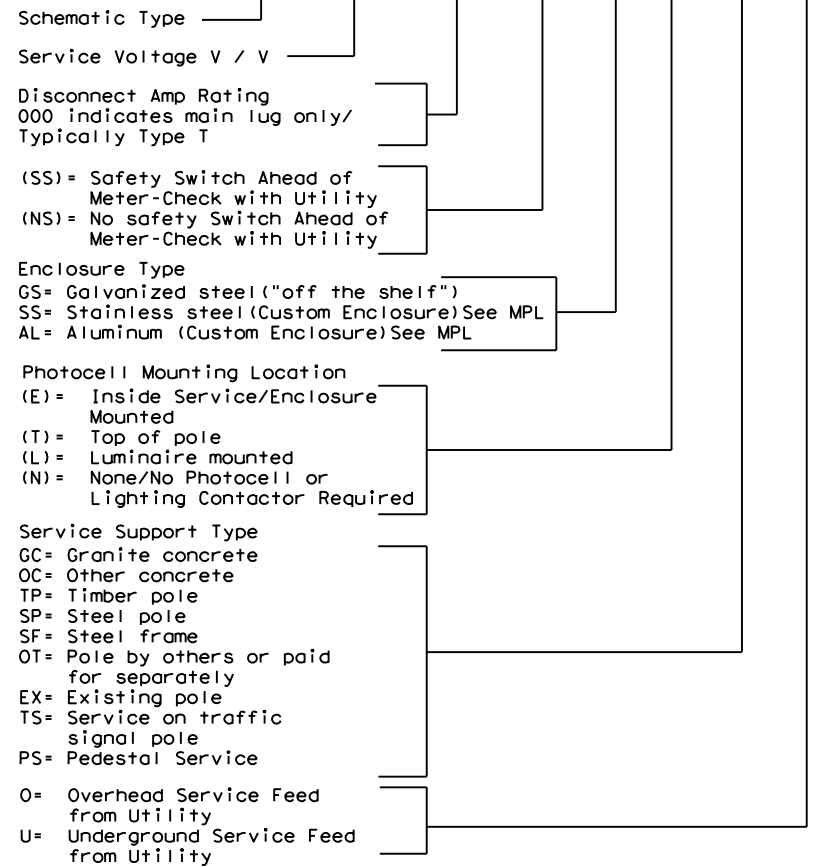 Schematic Type
Service Voltage V / V
Disconnect Amp Rating
000 indicates main lug only/
Typically Type T
(SS)= Safety Switch Ahead of
Meter-Check with Utility
(NS)= No safety Switch Ahead of
Meter-Check with Utility
Enclosure Type
GS= Galvanized steel("off the shelf")
SS= Stainless steel(Custom Enclosure)See MPL
AL= Aluminum (Custom Enclosure)See MPL
Photocell Mounting Location
(E)= Inside Service/Enclosure
Mounted
(T)= Top of pole
(L)= Luminaire mounted
(N)= None/No Photocell or
Lighting Contactor Required
Service Support Type
GC= Granite concrete
OC= Other concrete
TP= Timber pole
SP= Steel pole
SF= Steel frame
OT= Pole by others or paid
for separately
EX= Existing pole
TS= Service on traffic
signal pole
PS= Pedestal Service
O= Overhead Service Feed
from Utility
U= Underground Service Feed
from Utility